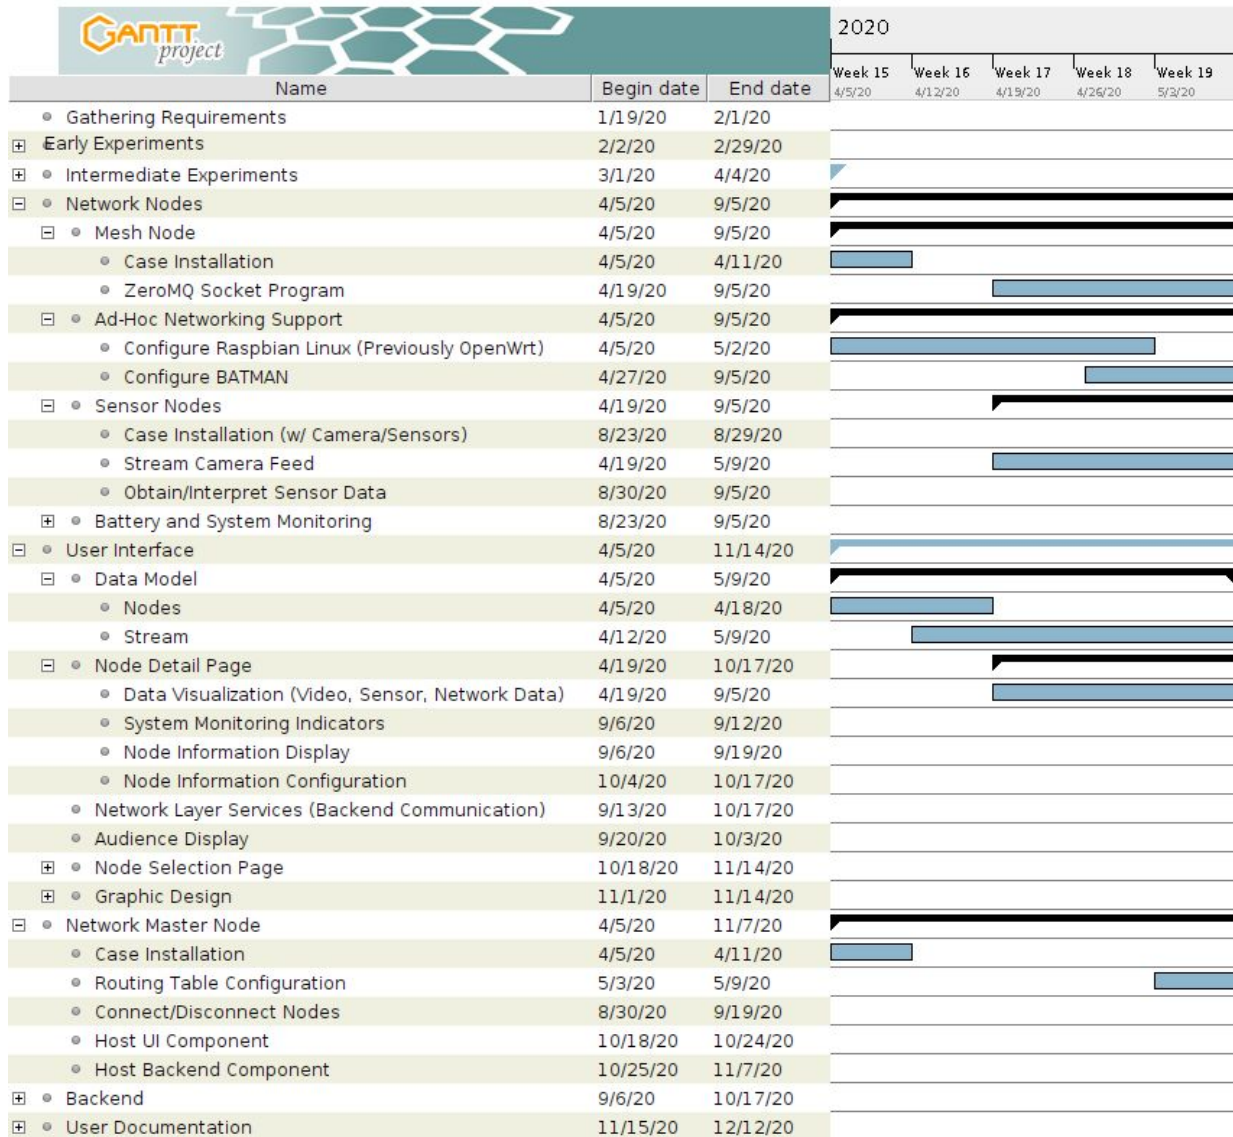 GANTT
project
2020
Week 15 Week 16 Week 17 Week 18 Week 19
4/5/20 4/12/20 4/19/20 4/26/20 5/3/20
Name Begin date End date
Gathering Requirements 1/19/20 2/1/20
Early Experiments 2/2/20 2/29/20
Intermediate Experiments 3/1/20 4/4/20
Network Nodes 4/5/20 9/5/20
Mesh Node 4/5/20 9/5/20
Case Installation 4/5/20 4/11/20
ZeroMQ Socket Program 4/19/20 9/5/20
Ad-Hoc Networking Support 4/5/20 9/5/20
Configure Raspbian Linux (Previously OpenWrt) 4/5/20 5/2/20
Configure BATMAN 4/27/20 9/5/20
Sensor Nodes 4/19/20 9/5/20
Case Installation (w/ Camera/Sensors) 8/23/20 8/29/20
Stream Camera Feed 4/19/20 5/9/20
Obtain/Interpret Sensor Data 8/30/20 9/5/20
Battery and System Monitoring 8/23/20 9/5/20
User Interface 4/5/20 11/14/20
Data Model 4/5/20 5/9/20
Nodes 4/5/20 4/18/20
Stream 4/12/20 5/9/20
Node Detail Page 4/19/20 10/17/20
Data Visualization (Video, Sensor, Network Data) 4/19/20 9/5/20
System Monitoring Indicators 9/6/20 9/12/20
Node Information Display 9/6/20 9/19/20
Node Information Configuration 10/4/20 10/17/20
Network Layer Services (Backend Communication) 9/13/20 10/17/20
Audience Display 9/20/20 10/3/20
Node Selection Page 10/18/20 11/14/20
Graphic Design 11/1/20 11/14/20
Network Master Node 4/5/20 11/7/20
Case Installation 4/5/20 4/11/20
Routing Table Configuration 5/3/20 5/9/20
Connect/Disconnect Nodes 8/30/20 9/19/20
Host UI Component 10/18/20 10/24/20
Host Backend Component 10/25/20 11/7/20
Backend 9/6/20 10/17/20
User Documentation 11/15/20 12/12/20